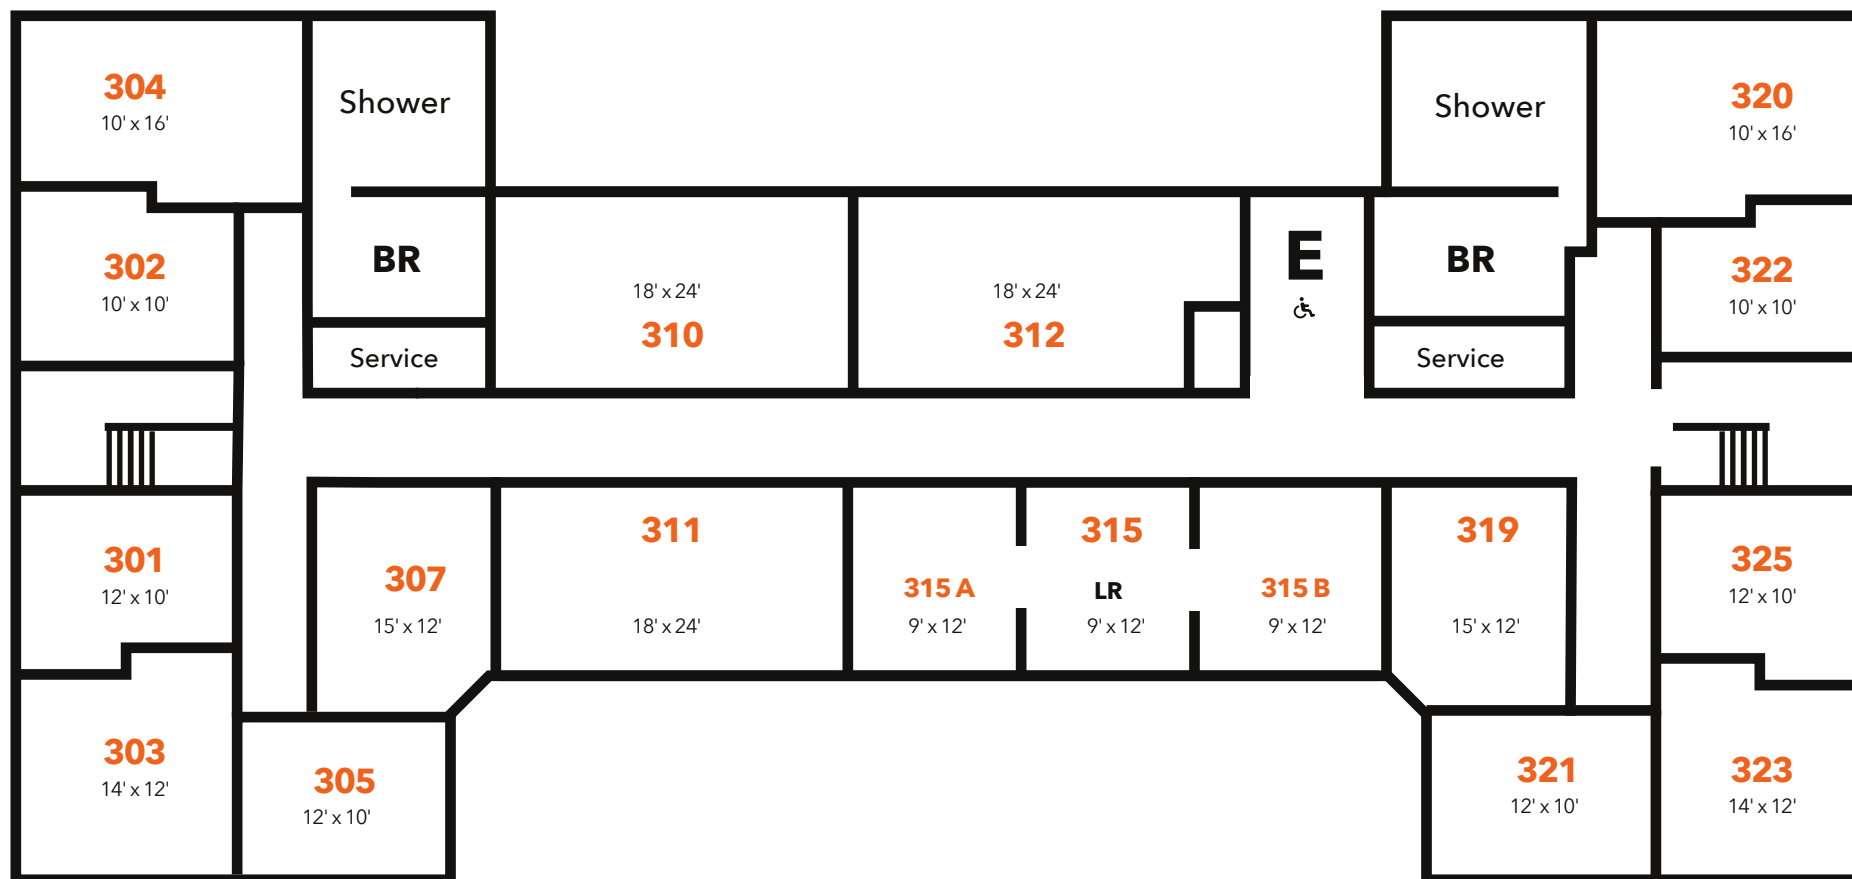 304
10' x 16'
Shower
Shower
320
10' x 16'
302
10' x 10'
BR
18' x 24'
310
18' x 24'
312
E
BR
322
10' x 10'
Service
Service
301
12' x 10'
307
15' x 12'
311
18' x 24'
315 A
9' x 12'
315
LR
9' x 12'
315 B
9' x 12'
319
15' x 12'
325
12' x 10'
303
14' x 12'
305
12' x 10'
321
12' x 10'
323
14' x 12'